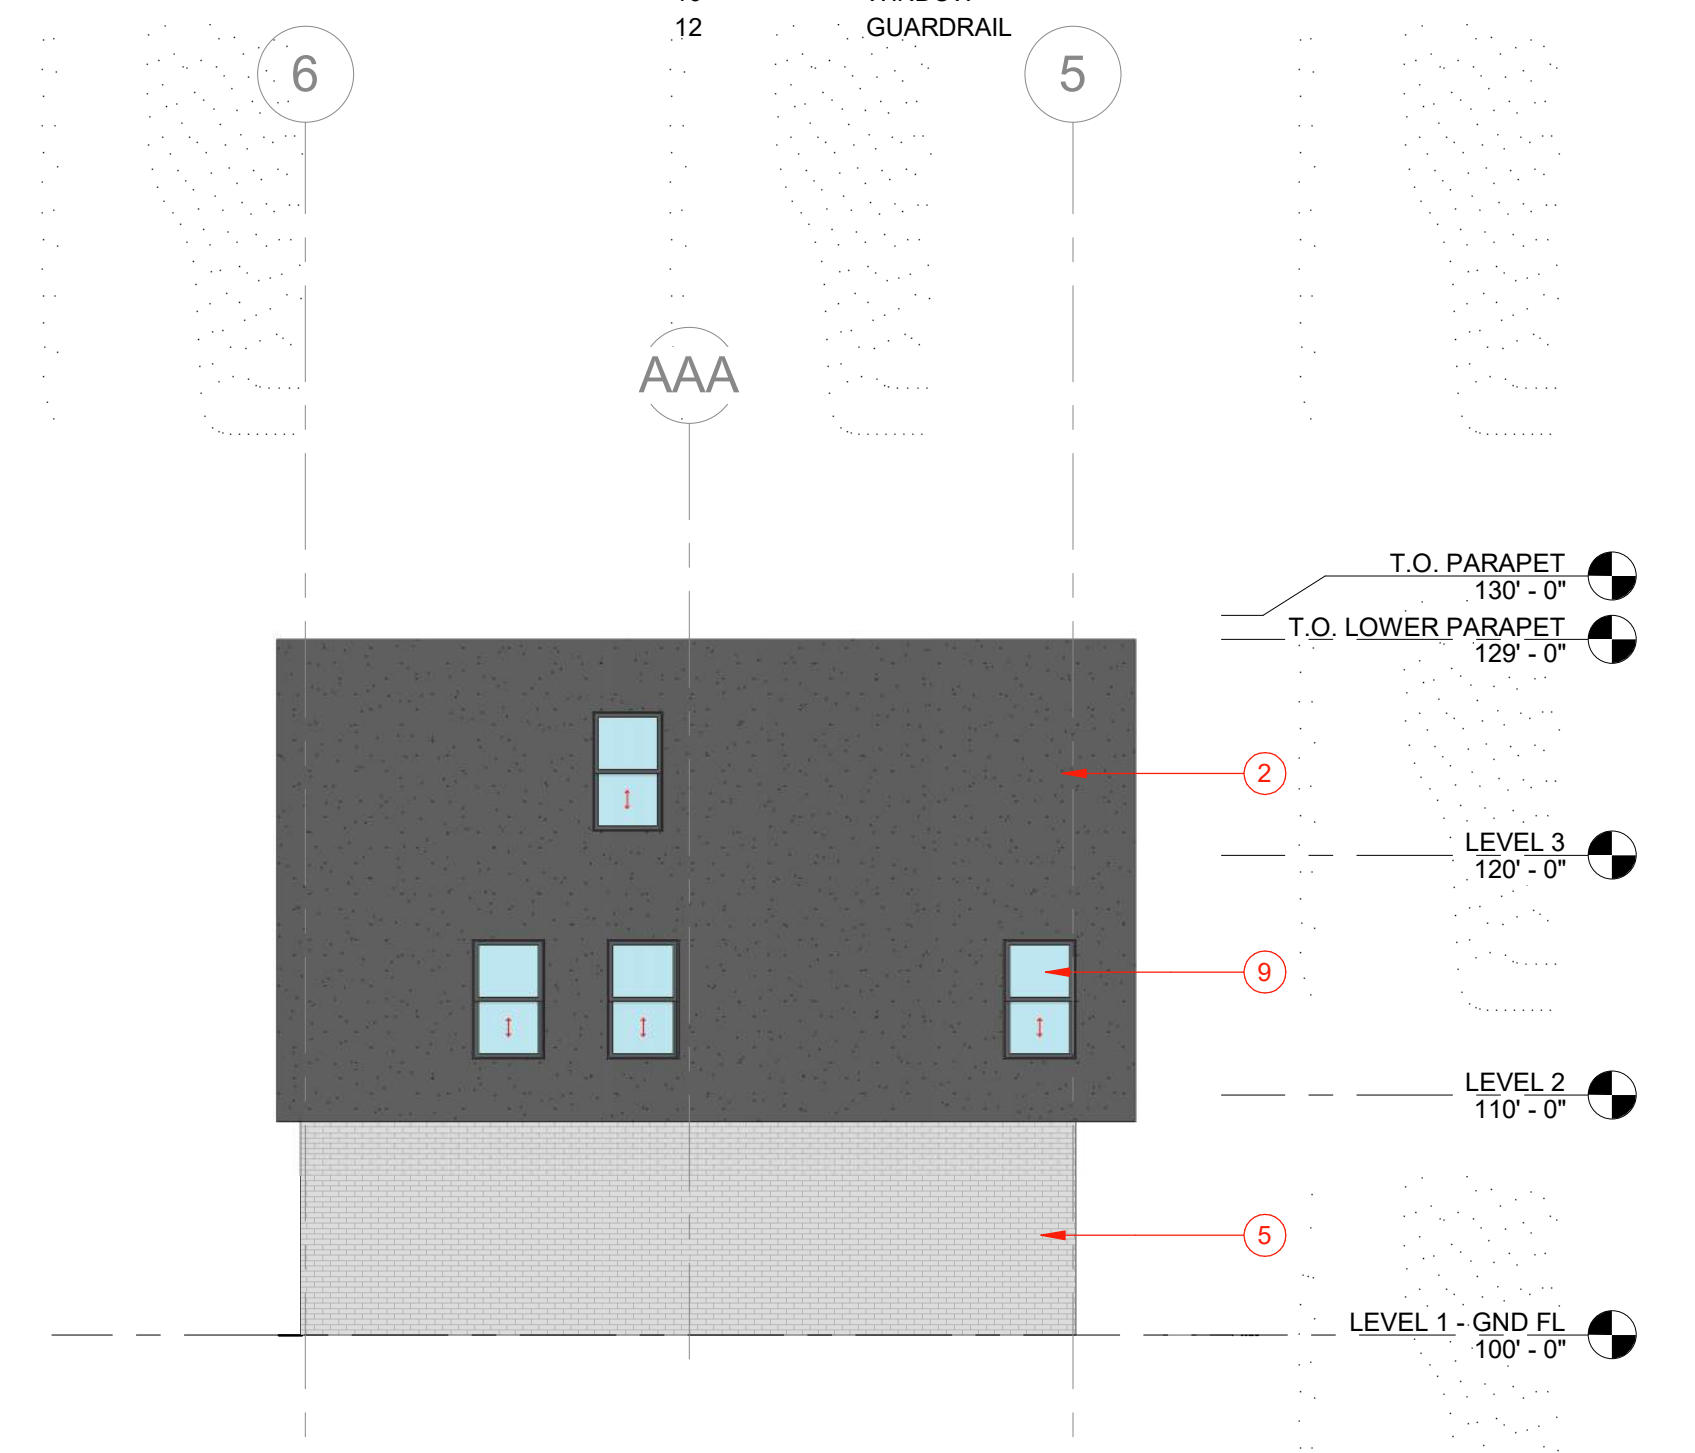 12 GUARDRAIL
6 5
AAA
T.O. PARAPET
130' - 0"
T.O. LOWER PARAPET
129' - 0"
2
LEVEL 3
120' - 0"
9
LEVEL 2
110' - 0"
5
LEVEL 1 - GND FL
100' - 0"